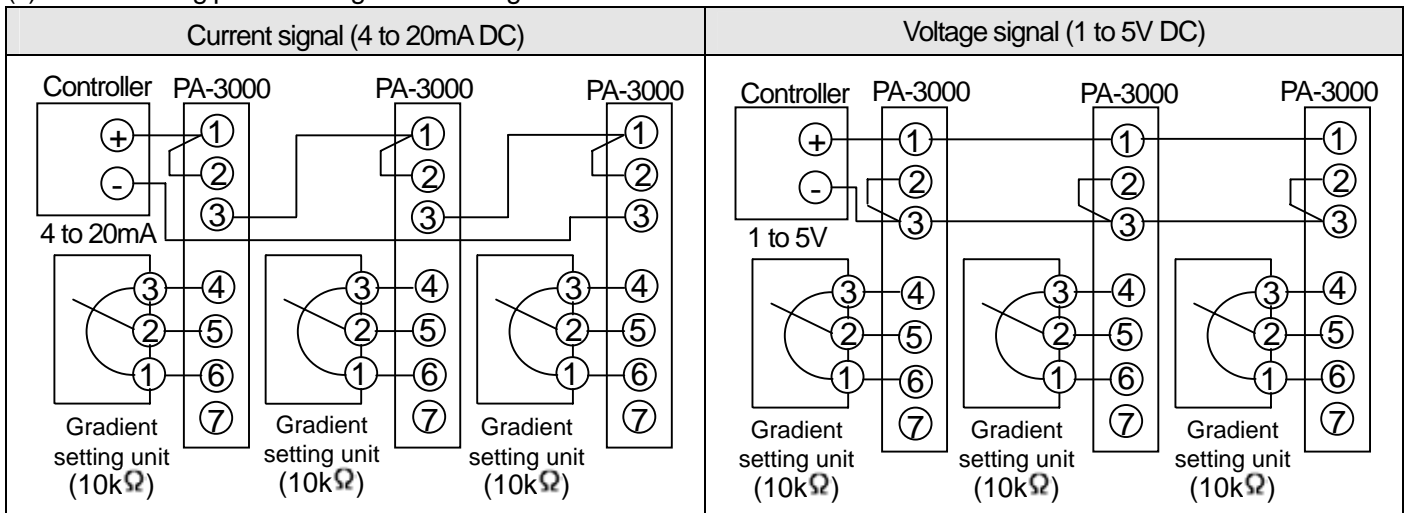 Current signal (4 to 20mA DC)
Voltage signal (1 to 5V DC)
Controller PA-3000 PA-3000 PA-3000
+ 1 1 1
2 2 2
-
3 3 3
4 to 20mA
3 4 3 4 3 4
2 5 2 5 2 5
1 6 1 6 1 6
7 7 7
Gradient Gradient Gradient
setting unit setting unit setting unit
(10kΩ) (10kΩ) (10kΩ)
Controller PA-3000 PA-3000 PA-3000
+ 1 1 1
- 2 2 2
3 3 3
1 to 5V
3 4 3 4 3 4
2 5 2 5 2 5
1 6 1 6 1 6
7 7 7
Gradient Gradient Gradient
setting unit setting unit setting unit
(10kΩ) (10kΩ) (10kΩ)